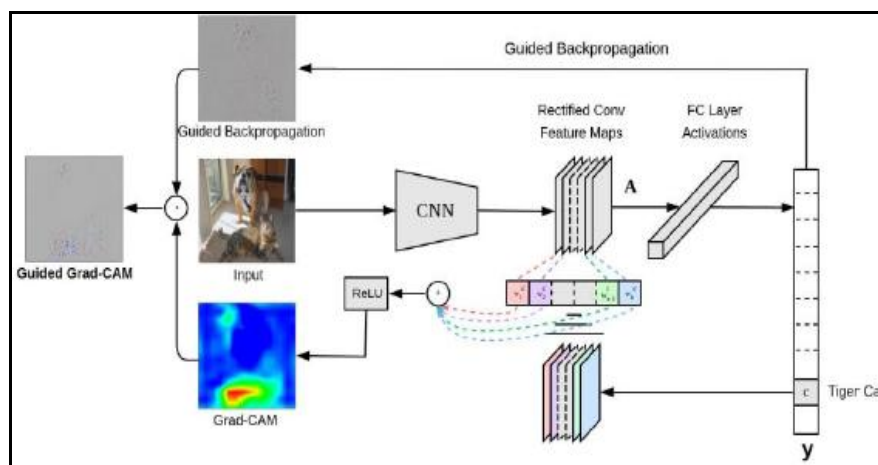 Guided Backpropagation
Guided Backpropagation
Rectified Conv
Feature Maps
FC Layer
Activations
A
CNN
Input
Guided Grad-CAM
ReLU
Grad-CAM
c
Tiger Ca
y